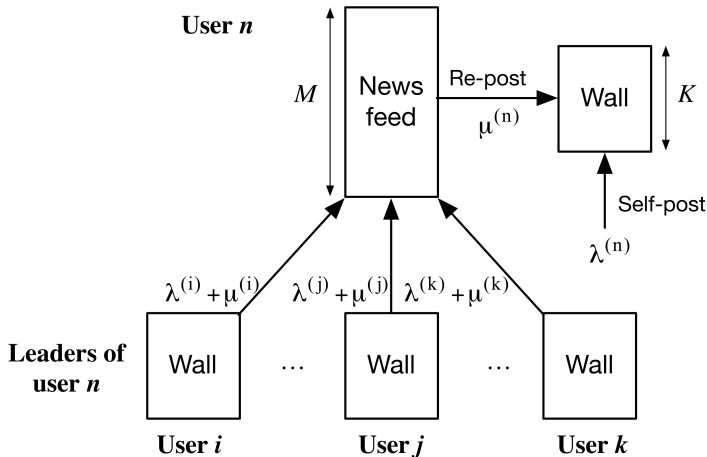 User n
M
News
feed
Re-post
μ(n)
Wall
K
Self-post
λ(n)
λ(i) + μ(i)
λ(j) + μ(j)
λ(k) + μ(k)
Leaders of
user n
Wall
...
Wall
...
Wall
User i
User j
User k